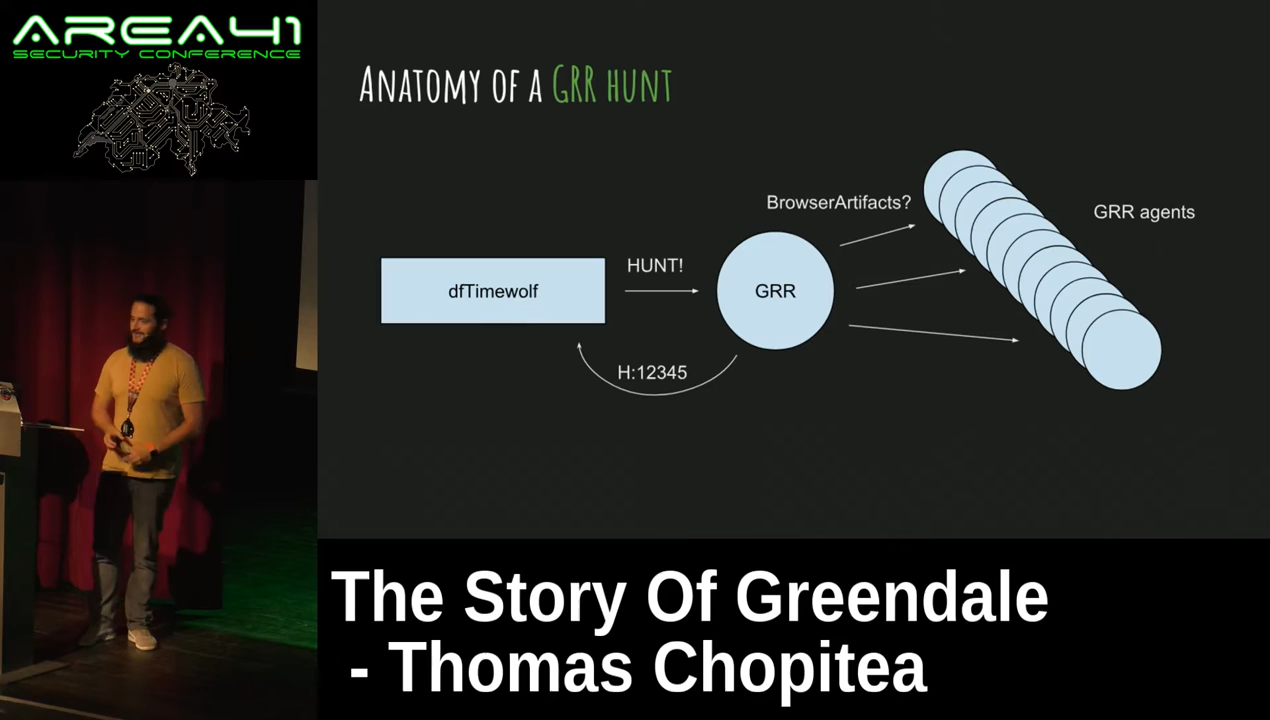 AREA41
SECURITY CONFERENCE
ANATOMY OF A GRR HUNT
BrowserArtifacts?
GRR agents
HUNT!
dfTimewolf
GRR
H:12345
The Story Of Greendale
- Thomas Chopitea